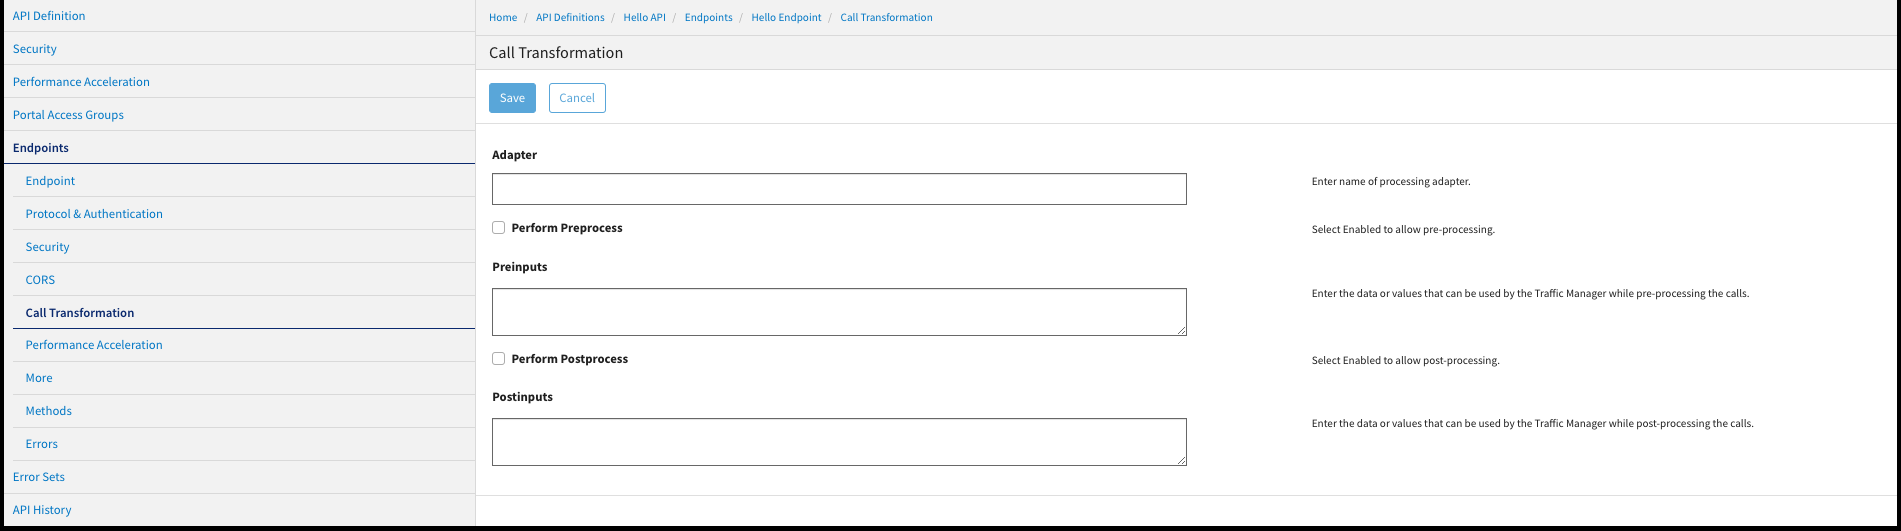 API Definition
Security
Performance Acceleration
Portal Access Groups
Endpoints
Endpoint
Protocol & Authentication
Security
CORS
Call Transformation
Performance Acceleration
More
Methods
Errors
Error Sets
API History
Home / API Definitions / Hello API / Endpoints / Hello Endpoint / Call Transformation
Call Transformation
Save Cancel
Adapter
Enter name of processing adapter.
Perform Preprocess
Select Enabled to allow pre-processing.
Preinputs
Enter the data or values that can be used by the Traffic Manager while pre-processing the calls.
Perform Postprocess
Select Enabled to allow post-processing.
Postinputs
Enter the data or values that can be used by the Traffic Manager while post-processing the calls.